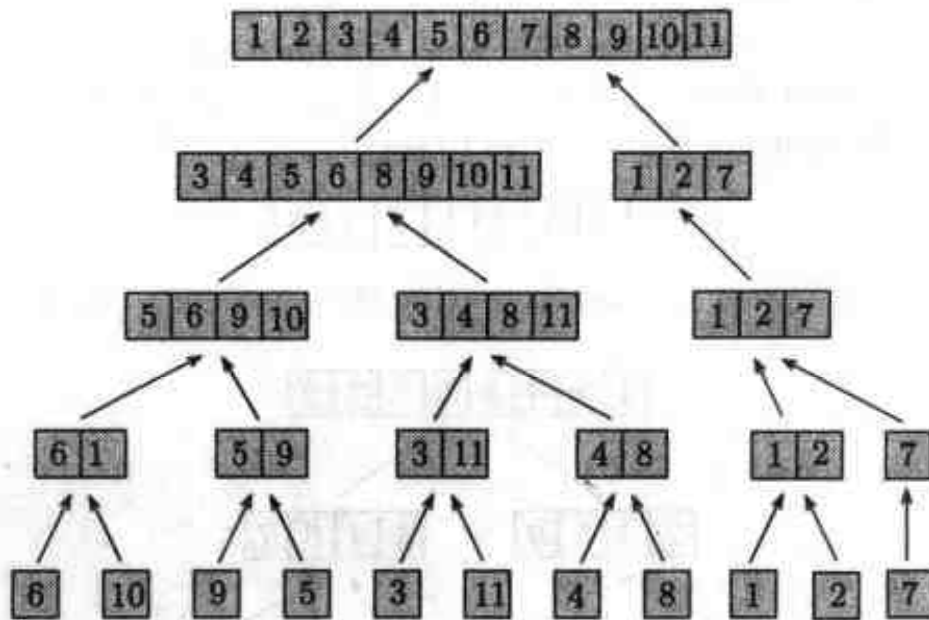 1 2 3 4 5 6 7 8 9 10 11
3 4 5 6 8 9 10 11 1 2 7
5 6 9 10 3 4 8 11 1 2 7
6 1 5 9 3 11 4 8 1 2 7
6 10 9 5 3 11 4 8 1 2 7